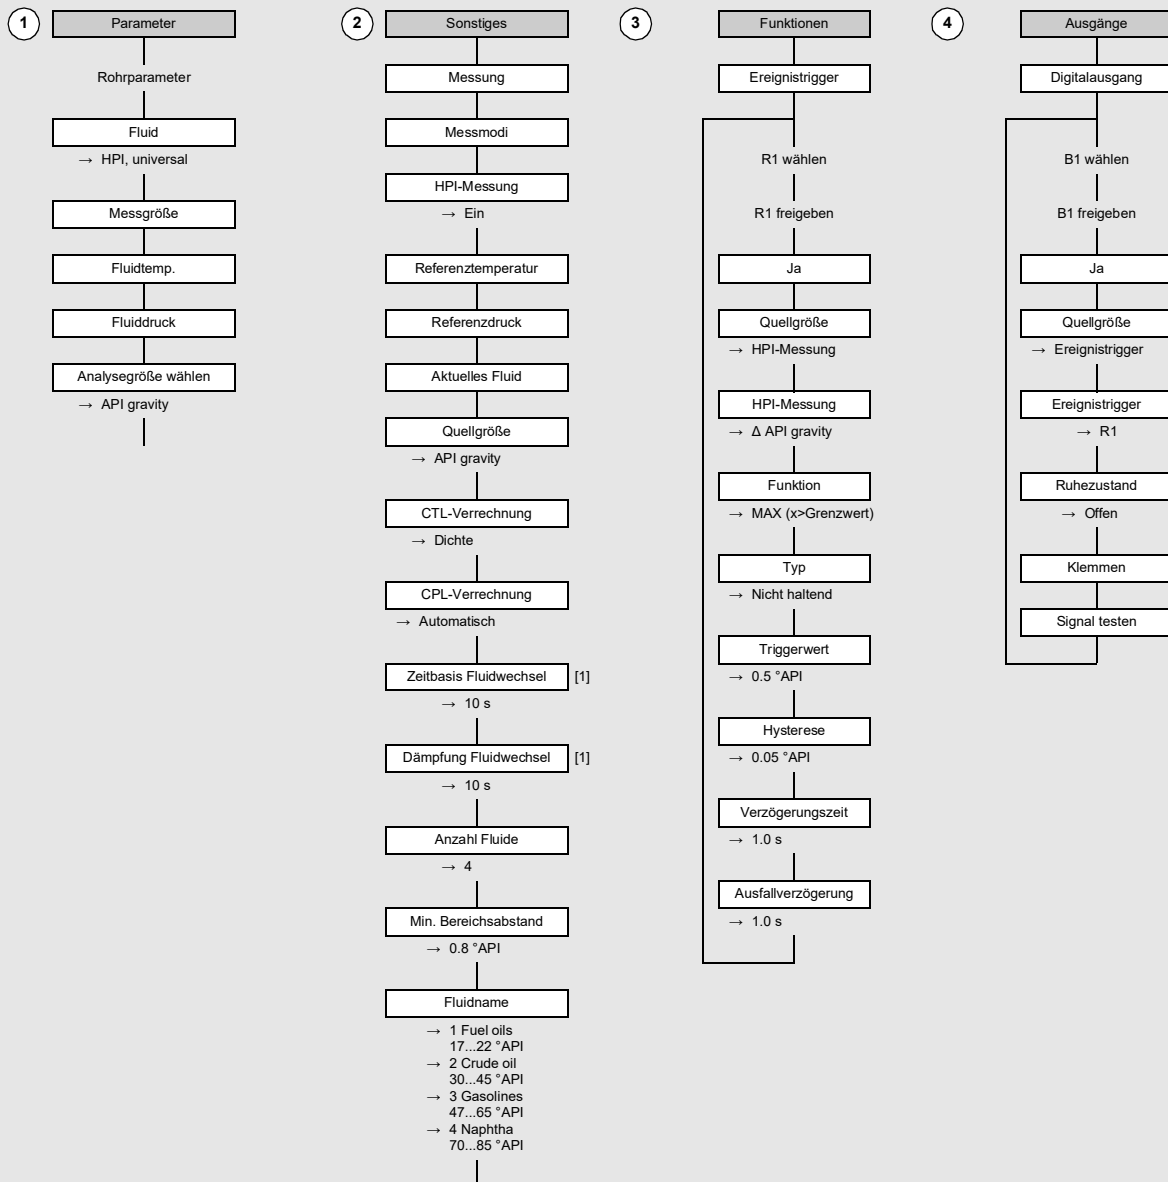 1
Parameter
Rohrparameter
Fluid
→ HPI, universal
Messgröße
Fluidtemp.
Fluiddruck
Analysegröße wählen
→ API gravity
2
Sonstiges
Messung
Messmodi
HPI-Messung
→ Ein
Referenztemperatur
Referenzdruck
Aktuelles Fluid
Quellgröße
→ API gravity
CTL-Verrechnung
→ Dichte
CPL-Verrechnung
→ Automatisch
Zeitbasis Fluidwechsel [1]
→ 10 s
Dämpfung Fluidwechsel [1]
→ 10 s
Anzahl Fluide
→ 4
Min. Bereichsabstand
→ 0.8 °API
Fluidname
→ 1 Fuel oils
17...22 °API
→ 2 Crude oil
30...45 °API
→ 3 Gasolines
47...65 °API
→ 4 Naphtha
70...85 °API
3
Funktionen
Ereignistrigger
R1 wählen
R1 freigeben
Ja
Quellgröße
→ HPI-Messung
HPI-Messung
→ Δ API gravity
Funktion
→ MAX (x>Grenzwert)
Typ
→ Nicht haltend
Triggerwert
→ 0.5 °API
Hysterese
→ 0.05 °API
Verzögerungszeit
→ 1.0 s
Ausfallverzögerung
→ 1.0 s
4
Ausgänge
Digitalausgang
B1 wählen
B1 freigeben
Ja
Quellgröße
→ Ereignistrigger
Ereignistrigger
→ R1
Ruhezustand
→ Offen
Klemmen
Signal testen